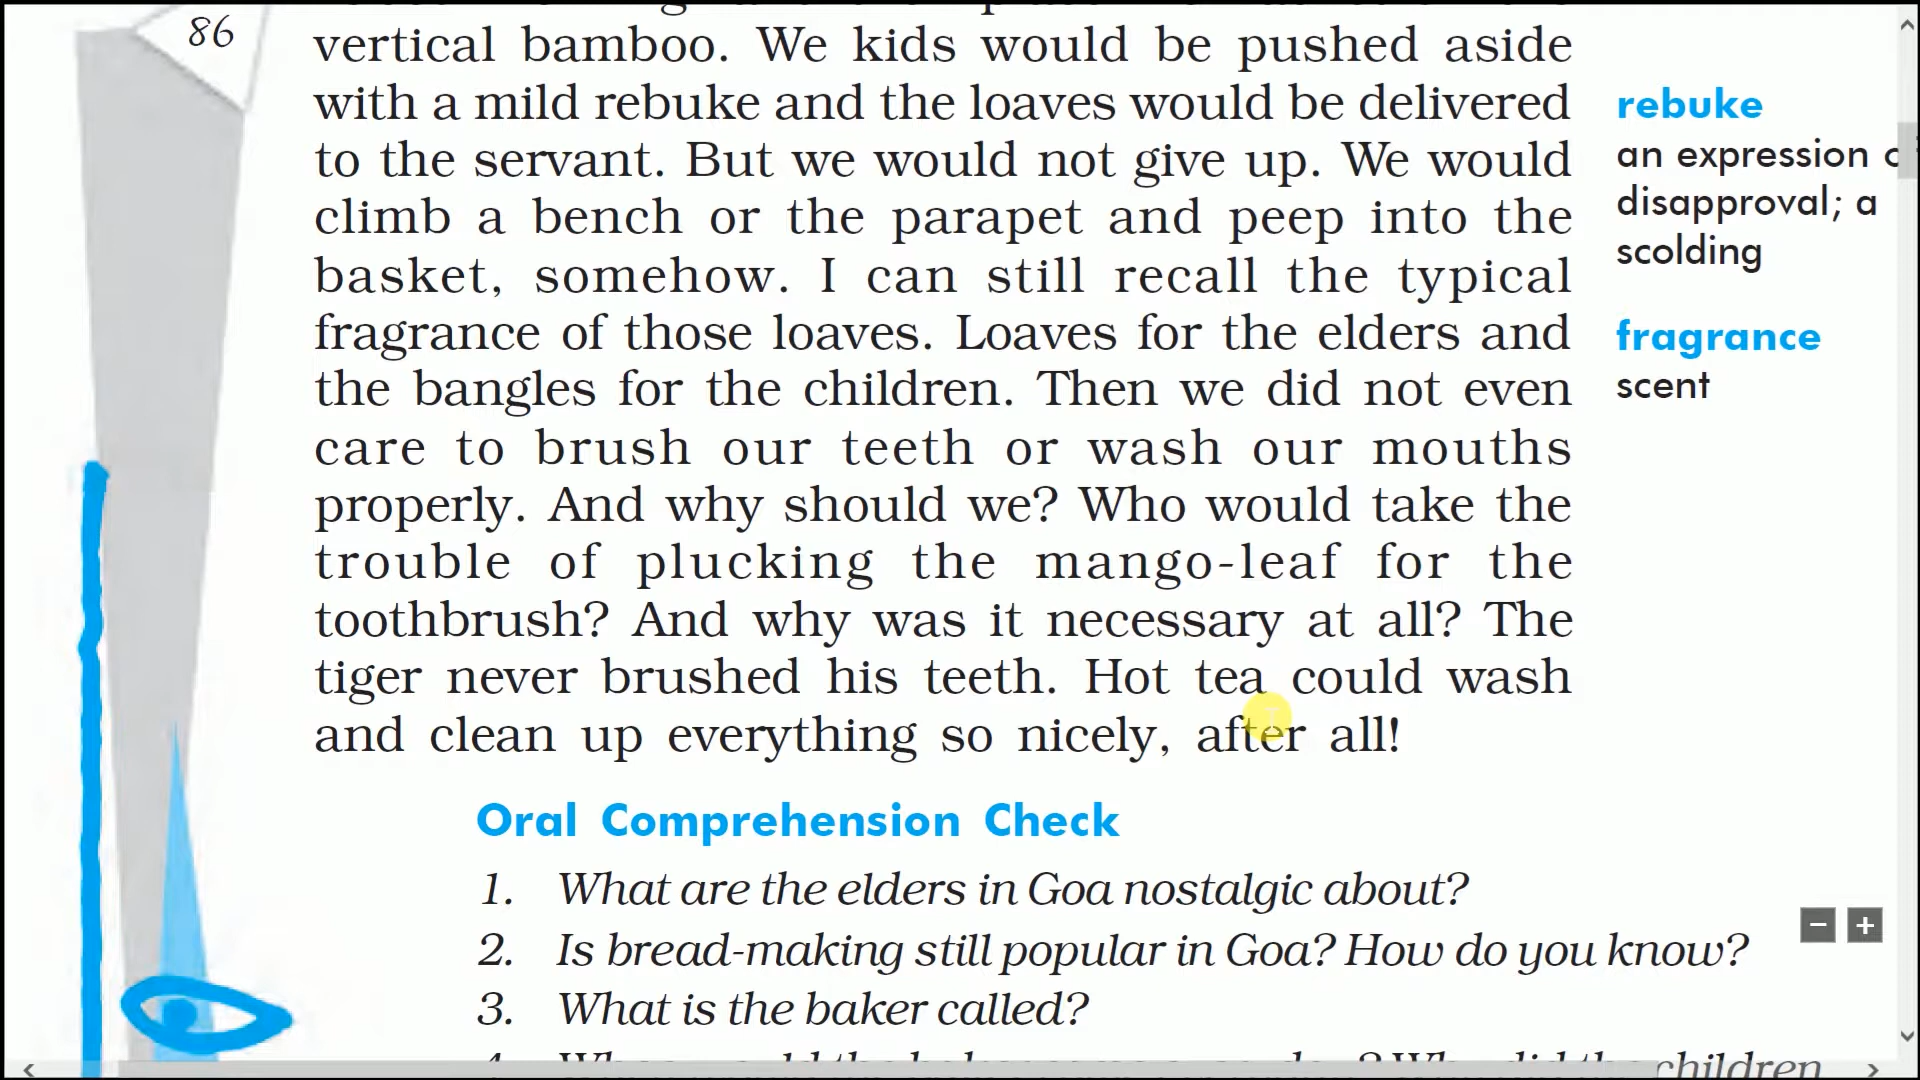 86
vertical bamboo. We kids would be pushed aside
with a mild rebuke and the loaves would be delivered
to the servant. But we would not give up. We would
climb a bench or the parapet and peep into the
basket, somehow. I can still recall the typical
fragrance of those loaves. Loaves for the elders and
the bangles for the children. Then we did not even
care to brush our teeth or wash our mouths
properly. And why should we? Who would take the
trouble of plucking the mango-leaf for the
toothbrush? And why was it necessary at all? The
tiger never brushed his teeth. Hot tea could wash
and clean up everything so nicely, after all!
rebuke
an expression
disapproval; a
scolding
fragrance
scent
Oral Comprehension Check
1. What are the elders in Goa nostalgic about?
2. Is bread-making still popular in Goa? How do you know?
3. What is the baker called?
children